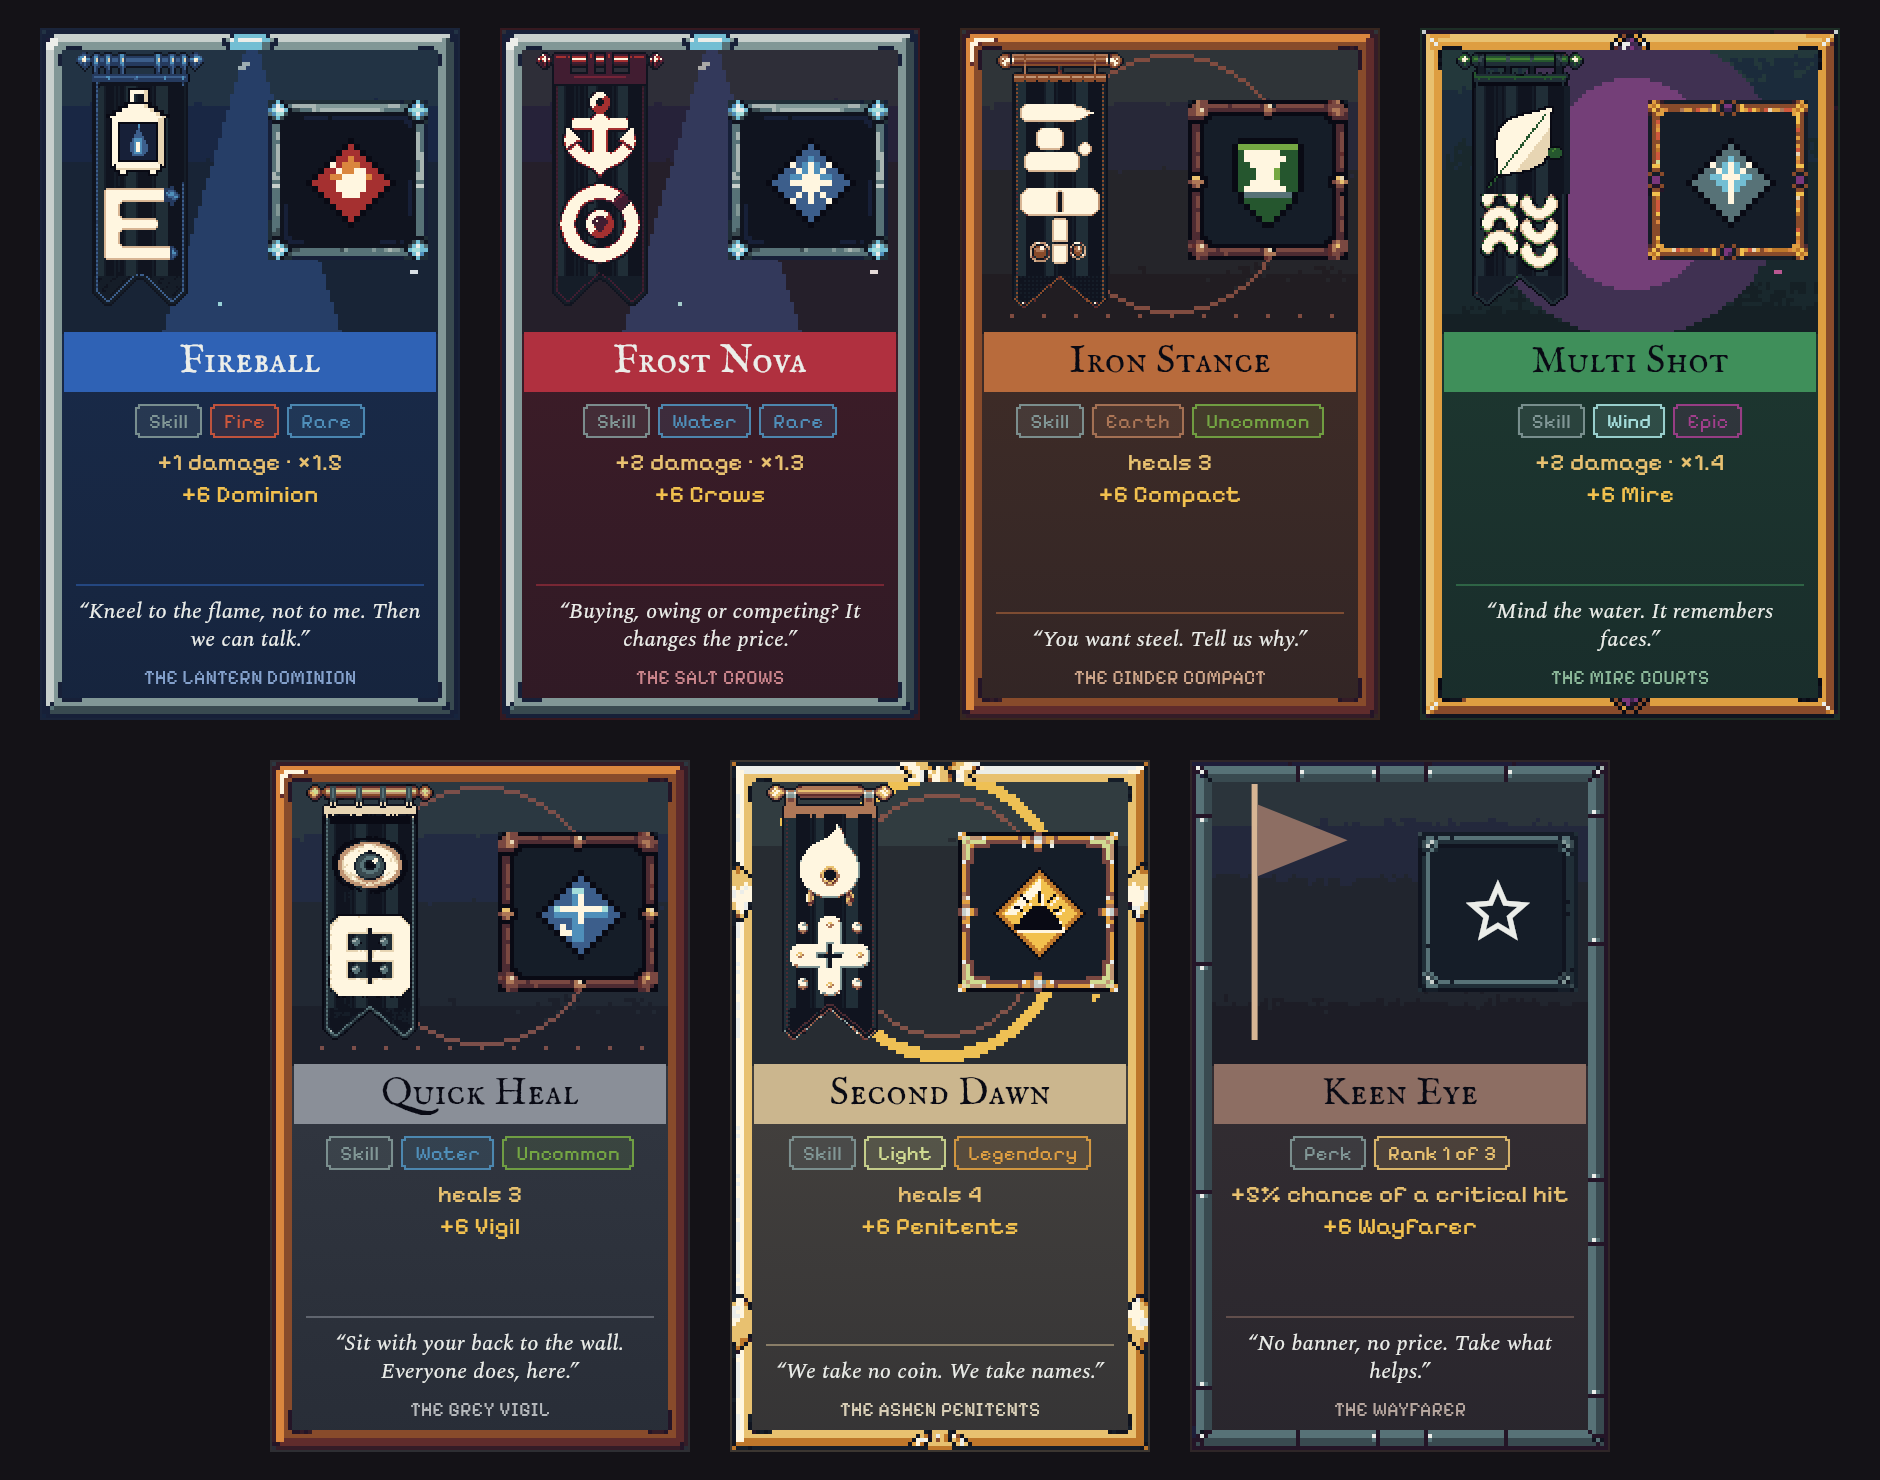 Fireball
Skill Fire Rare
+1 damage · ×1.5
+6 Dominion
“Kneel to the flame, not to me. Then
we can talk.”
THE LANTERN DOMINION
Frost Nova
Skill Water Rare
+2 damage · ×1.3
+6 Crows
“Buying, owing or competing? It
changes the price.”
THE SALT CROWS
Iron Stance
Skill Earth Uncommon
heals 3
+6 Compact
“You want steel. Tell us why.”
THE CINDER COMPACT
Multi Shot
Skill Wind Epic
+2 damage · ×1.4
+6 Mire
“Mind the water. It remembers
faces.”
THE MIRE COURTS
Quick Heal
Skill Water Uncommon
heals 3
+6 Vigil
“Sit with your back to the wall.
Everyone does, here.”
THE GREY VIGIL
Second Dawn
Skill Light Legendary
heals 4
+6 Penitents
“We take no coin. We take names.”
THE ASHEN PENITENTS
Keen Eye
Perk Rank 1 of 3
+5% chance of a critical hit
+6 Wayfarer
“No banner, no price. Take what
helps.”
THE WAYFARER